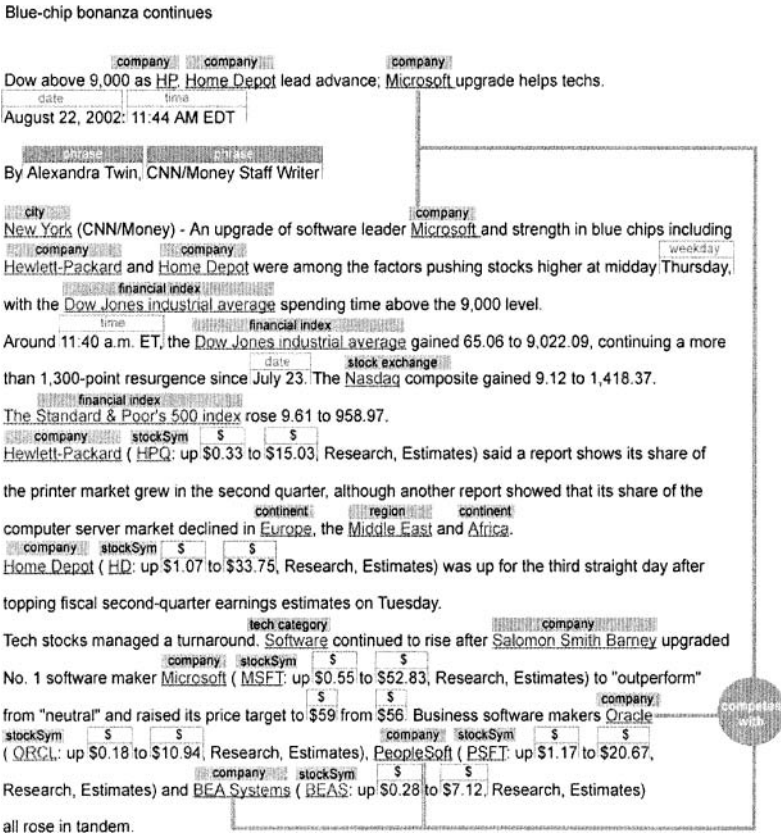 Blue-chip bonanza continues
company company company
Dow above 9,000 as HP, Home Depot lead advance; Microsoft upgrade helps techs.
date time
August 22, 2002: 11:44 AM EDT
phrase phrase
By Alexandra Twin, CNN/Money Staff Writer
city company
New York (CNN/Money) - An upgrade of software leader Microsoft and strength in blue chips including
company company weekday
Hewlett-Packard and Home Depot were among the factors pushing stocks higher at midday Thursday,
financial index
with the Dow Jones industrial average spending time above the 9,000 level.
time financial index
Around 11:40 a.m. ET, the Dow Jones industrial average gained 65.06 to 9,022.09, continuing a more
date stock exchange
than 1,300-point resurgence since July 23. The Nasdaq composite gained 9.12 to 1,418.37.
financial index
The Standard & Poor's 500 index rose 9.61 to 958.97.
company stockSym $ $
Hewlett-Packard ( HPQ: up $0.33 to $15.03, Research, Estimates) said a report shows its share of
the printer market grew in the second quarter, although another report showed that its share of the
continent region continent
computer server market declined in Europe, the Middle East and Africa.
company stockSym $ $
Home Depot ( HD: up $1.07 to $33.75, Research, Estimates) was up for the third straight day after
topping fiscal second-quarter earnings estimates on Tuesday.
tech category company
Tech stocks managed a turnaround. Software continued to rise after Salomon Smith Barney upgraded
company stockSym $ $
No. 1 software maker Microsoft ( MSFT: up $0.55 to $52.83, Research, Estimates) to "outperform"
$ $ company
from "neutral" and raised its price target to $59 from $56. Business software makers Oracle
competes with
stockSym $ $ company stockSym $ $
( ORCL: up $0.18 to $10.94, Research, Estimates), PeopleSoft ( PSFT: up $1.17 to $20.67,
company stockSym $ $
Research, Estimates) and BEA Systems ( BEAS: up $0.28 to $7.12, Research, Estimates)
all rose in tandem.